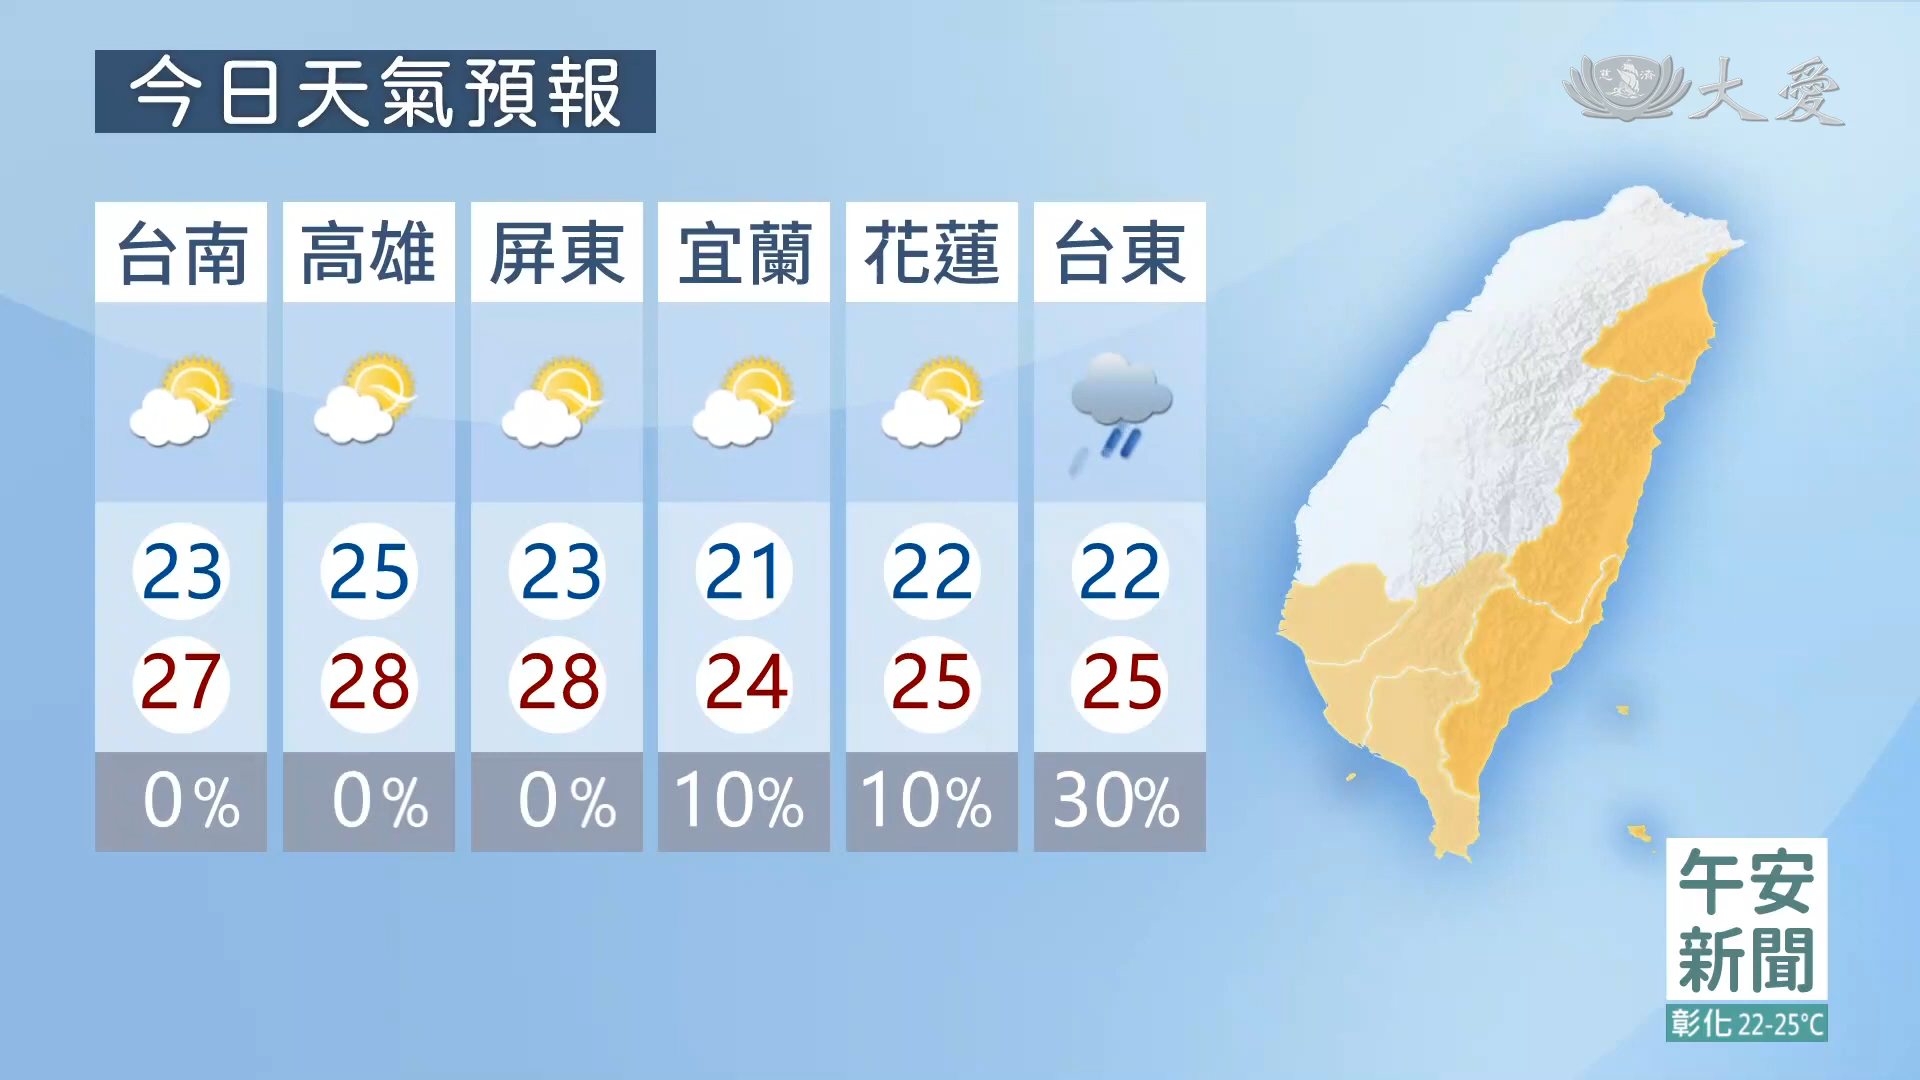 今日天氣預報
慈濟
大愛
台南 高雄 屏東 宜蘭 花蓮 台東
23 25 23 21 22 22
27 28 28 24 25 25
0% 0% 0% 10% 10% 30%
午安
新聞
彰化 22-25°C